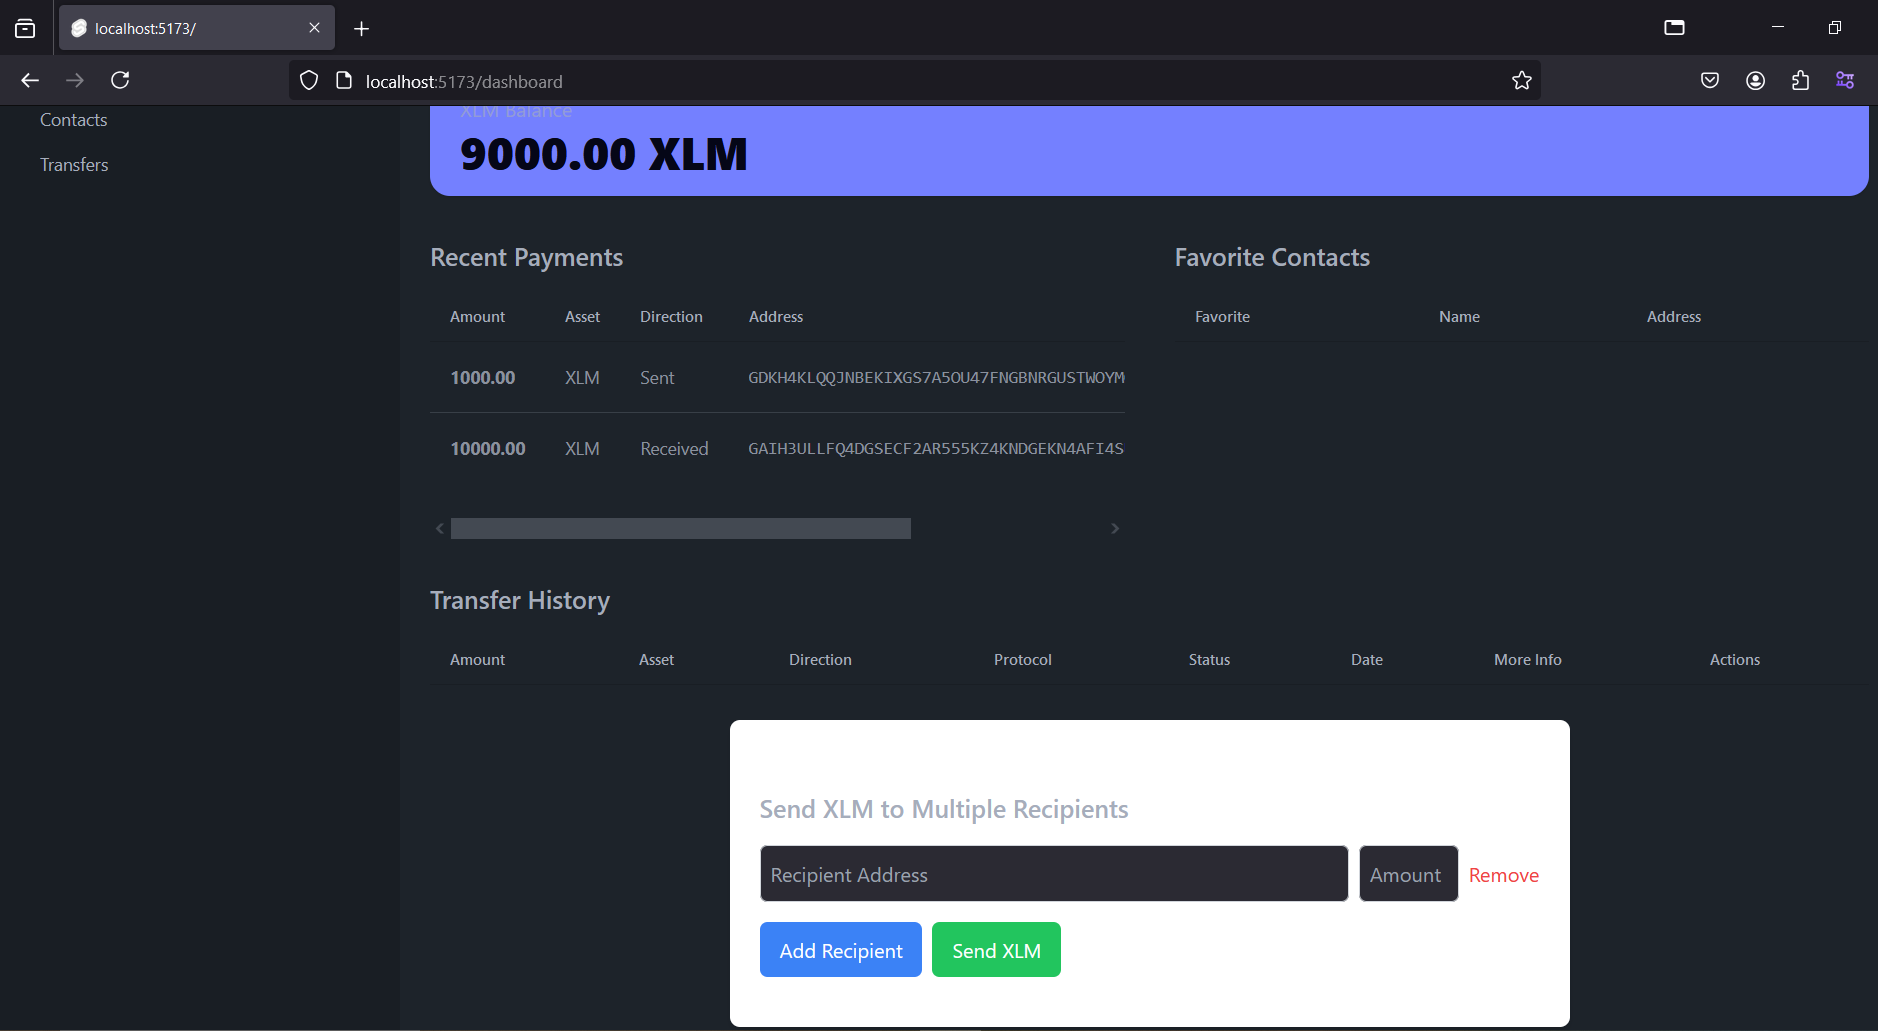 localhost:5173/
localhost:5173/dashboard
Contacts
Transfers
XLM Balance
9000.00 XLM
Recent Payments
Amount Asset Direction Address
1000.00 XLM Sent GDKH4KLQQJNBEKIXGS7A5OU47FNGBNRGUSTWOYM
10000.00 XLM Received GAIH3ULLFQ4DGSECF2AR555KZ4KNDGEKN4AFI4S
Favorite Contacts
Favorite Name Address
Transfer History
Amount Asset Direction Protocol Status Date More Info Actions
Send XLM to Multiple Recipients
Recipient Address Amount Remove
Add Recipient Send XLM